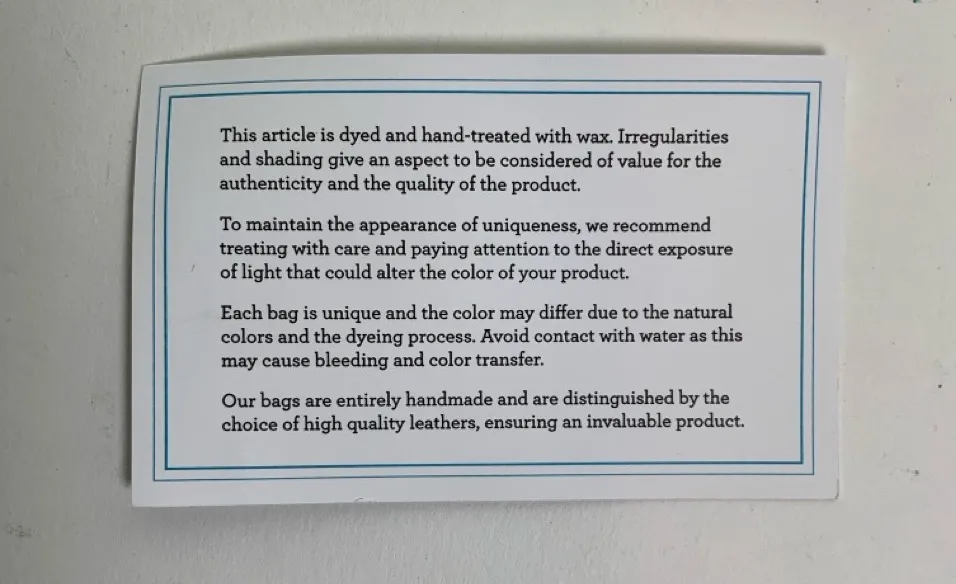 This article is dyed and hand-treated with wax. Irregularities
and shading give an aspect to be considered of value for the
authenticity and the quality of the product.
To maintain the appearance of uniqueness, we recommend
treating with care and paying attention to the direct exposure
of light that could alter the color of your product.
Each bag is unique and the color may differ due to the natural
colors and the dyeing process. Avoid contact with water as this
may cause bleeding and color transfer.
Our bags are entirely handmade and are distinguished by the
choice of high quality leathers, ensuring an invaluable product.